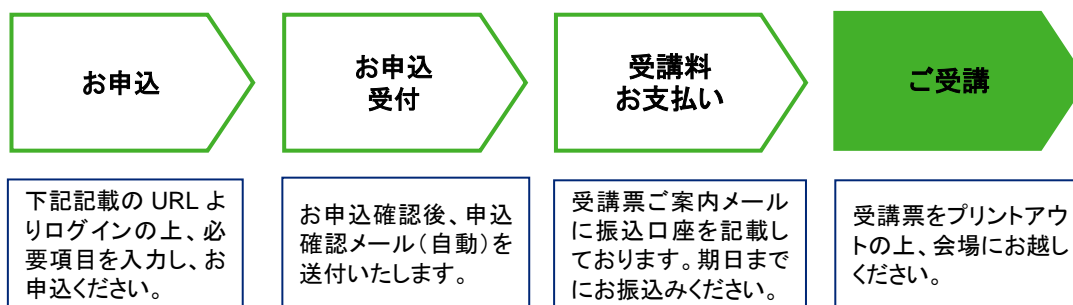 お申込
お申込
受付
受講料
お支払い
ご受講
下記記載の URL よ
りログインの上、必
要項目を入力し、お
申込ください。
お申込確認後、申込
確認メール(自動)を
送付いたします。
受講票ご案内メール
に振込口座を記載し
ております。期日まで
にお振込みください。
受講票をプリントアウ
トの上、会場にお越し
ください。